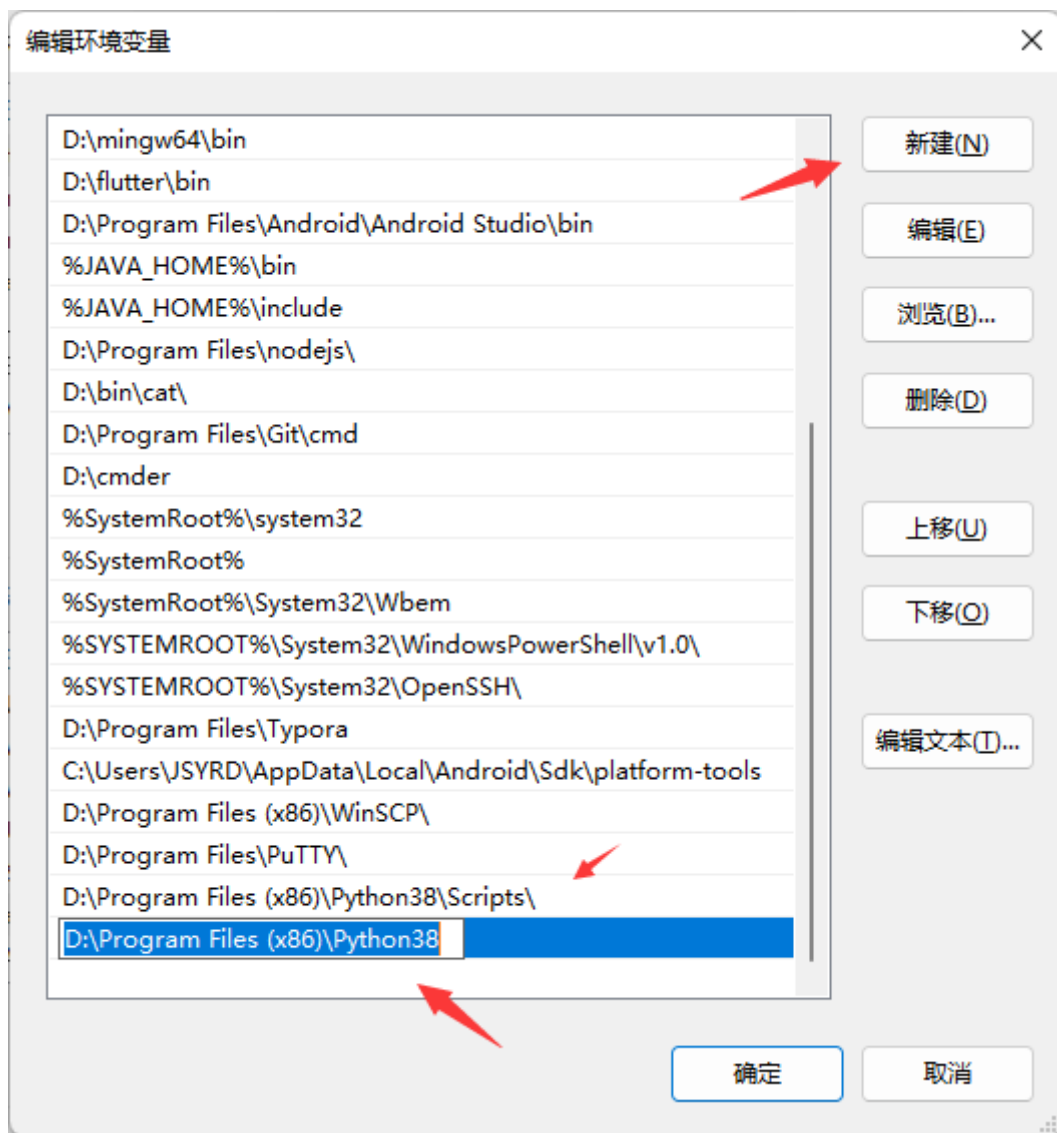 编辑环境变量
D:\mingw64\bin
新建(N)
D:\flutter\bin
D:\Program Files\Android\Android Studio\bin
编辑(E)
%JAVA_HOME%\bin
%JAVA_HOME%\include
浏览(B)...
D:\Program Files\nodejs\
D:\bin\cat\
删除(D)
D:\Program Files\Git\cmd
D:\cmder
%SystemRoot%\system32
上移(U)
%SystemRoot%
%SystemRoot%\System32\Wbem
下移(O)
%SYSTEMROOT%\System32\WindowsPowerShell\v1.0\
%SYSTEMROOT%\System32\OpenSSH\
D:\Program Files\Typora
编辑文本(T)...
C:\Users\JSYRD\AppData\Local\Android\Sdk\platform-tools
D:\Program Files (x86)\WinSCP\
D:\Program Files\PuTTY\
D:\Program Files (x86)\Python38\Scripts\
D:\Program Files (x86)\Python38
确定
取消